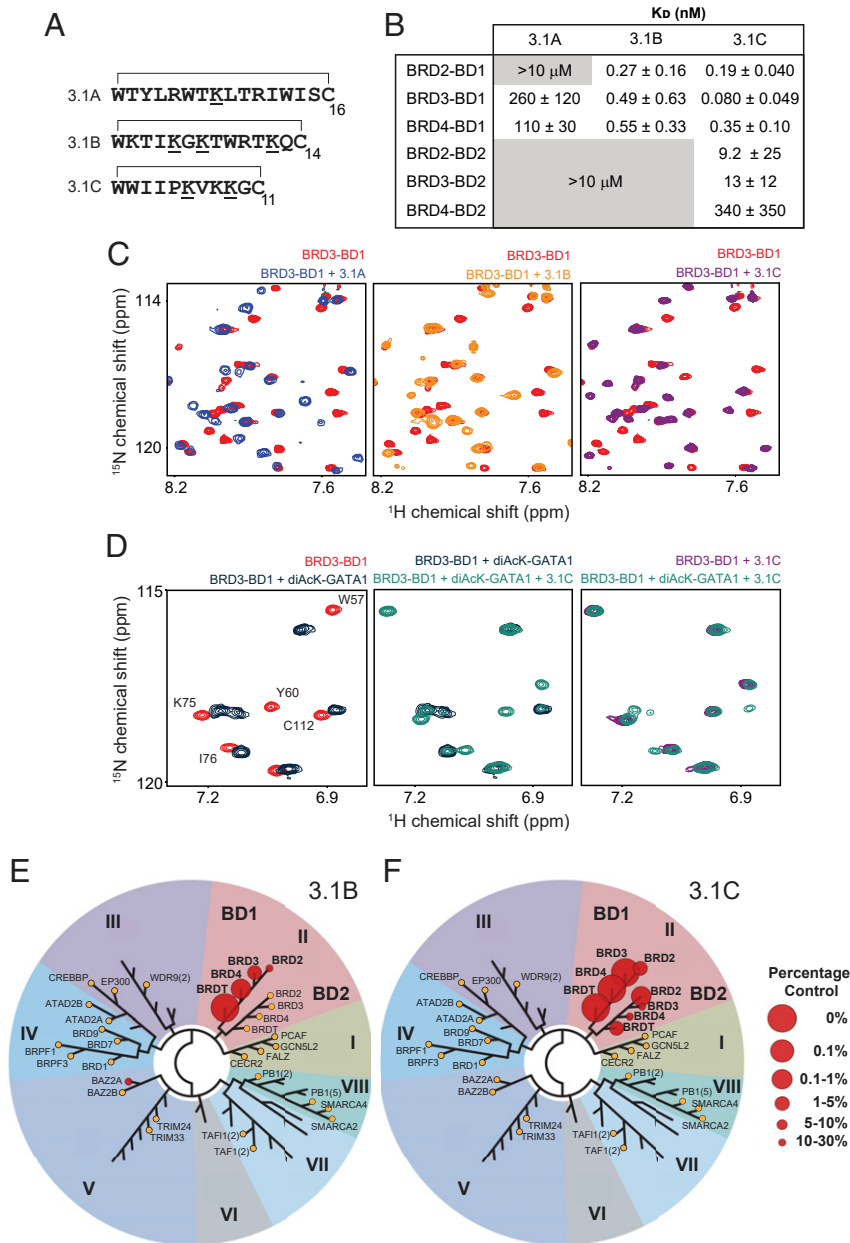 A
3.1A WTYLRWTKLTRIWISC16
3.1B WKTIKGKTWRTKQC14
3.1C WWIIPKVKKGC11
B
KD (nM)
3.1A 3.1B 3.1C
BRD2-BD1 >10 μM 0.27 ± 0.16 0.19 ± 0.040
BRD3-BD1 260 ± 120 0.49 ± 0.63 0.080 ± 0.049
BRD4-BD1 110 ± 30 0.55 ± 0.33 0.35 ± 0.10
BRD2-BD2 9.2 ± 25
BRD3-BD2 >10 μM 13 ± 12
BRD4-BD2 340 ± 350
C
BRD3-BD1 BRD3-BD1 BRD3-BD1
BRD3-BD1 + 3.1A BRD3-BD1 + 3.1B BRD3-BD1 + 3.1C
15N chemical shift (ppm)
114
120
8.2 7.6 8.2 7.6 8.2 7.6
1H chemical shift (ppm)
D
BRD3-BD1 BRD3-BD1 + diAcK-GATA1 BRD3-BD1 + 3.1C
BRD3-BD1 + diAcK-GATA1 BRD3-BD1 + diAcK-GATA1 + 3.1C BRD3-BD1 + diAcK-GATA1 + 3.1C
15N chemical shift (ppm)
115
W57
K75
Y60
C112
I76
120
7.2 6.9 7.2 6.9 7.2 6.9
1H chemical shift (ppm)
E
3.1B
III
BD1
II
BD2
I
VIII
VII
VI
V
IV
BRD3
BRD2
BRD4
BRDT
BRD2
BRD3
BRD4
BRDT
PCAF
GCN5L2
FALZ
CECR2
PB1(2)
PB1(5)
SMARCA4
SMARCA2
TAFI1(2)
TAF1(2)
TRIM24
TRIM33
BAZ2A
BAZ2B
BRD1
BRPF3
BRPF1
BRD7
BRD9
ATAD2A
ATAD2B
CREBBP
EP300
WDR9(2)
F
3.1C
III
BD1
II
BD2
I
VIII
VII
VI
V
IV
BRD3
BRD2
BRD4
BRDT
BRD2
BRD3
BRD4
BRDT
PCAF
GCN5L2
FALZ
CECR2
PB1(2)
PB1(5)
SMARCA4
SMARCA2
TAFI1(2)
TAF1(2)
TRIM24
TRIM33
BAZ2A
BAZ2B
BRD1
BRPF3
BRPF1
BRD7
BRD9
ATAD2A
ATAD2B
CREBBP
EP300
WDR9(2)
Percentage
Control
0%
0.1%
0.1-1%
1-5%
5-10%
10-30%